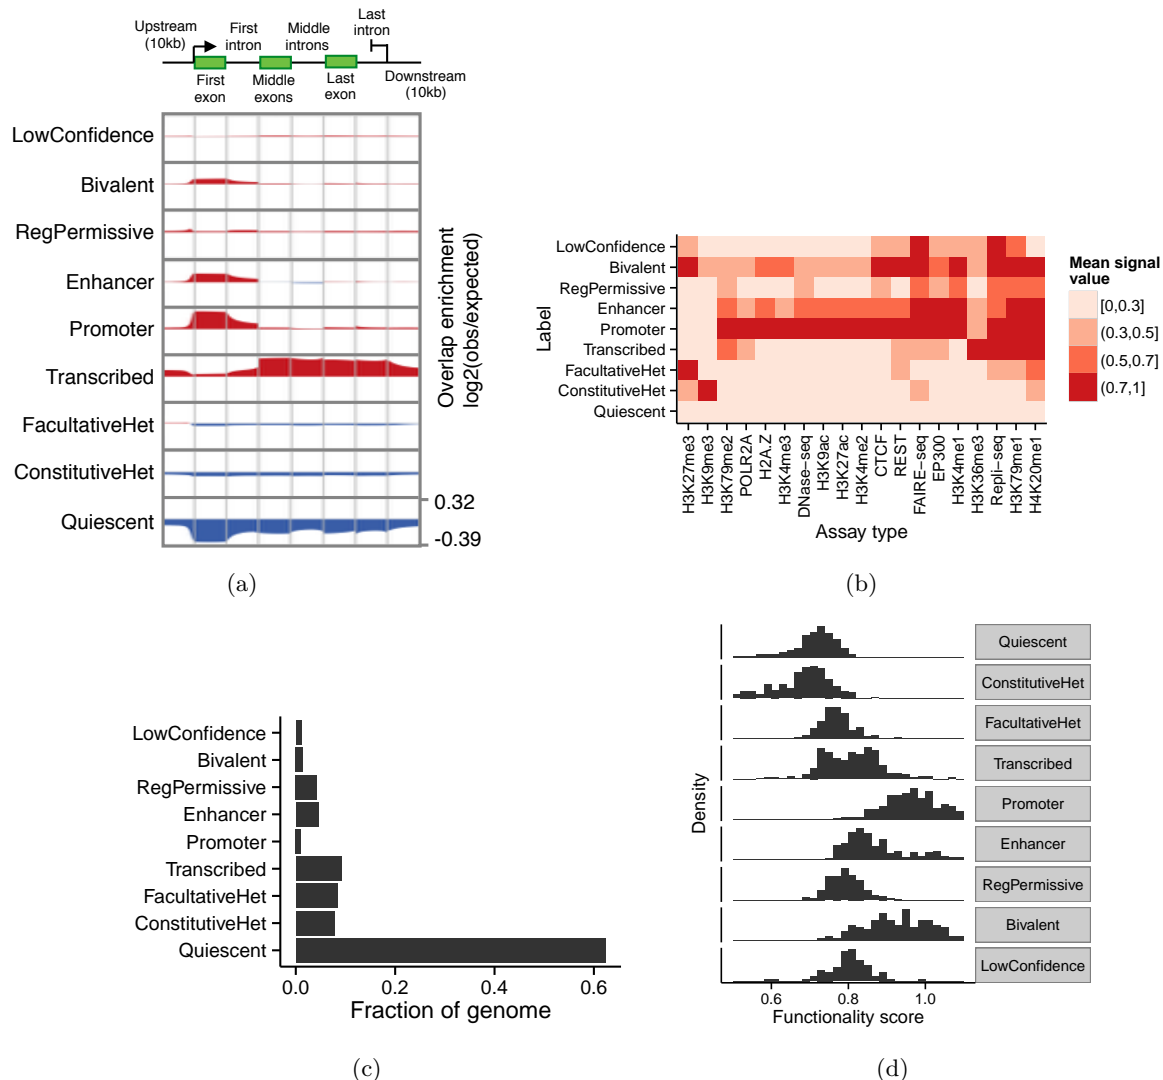 Upstream
(10kb)
First
intron
Middle
introns
Last
intron
First
exon
Middle
exons
Last
exon
Downstream
(10kb)
LowConfidence
Bivalent
RegPermissive
Enhancer
Promoter
Transcribed
FacultativeHet
ConstitutiveHet
Quiescent
Overlap enrichment
log2(obs/expected)
0.32
-0.39
(a)
Label
LowConfidence
Bivalent
RegPermissive
Enhancer
Promoter
Transcribed
FacultativeHet
ConstitutiveHet
Quiescent
H3K27me3
H3K9me3
H3K79me2
POLR2A
H2A.Z
H3K4me3
DNase-seq
H3K9ac
H3K27ac
H3K4me2
CTCF
REST
FAIRE-seq
EP300
H3K4me1
H3K36me3
Repli-seq
H3K79me1
H4K20me1
Assay type
Mean signal
value
[0,0.3]
(0.3,0.5]
(0.5,0.7]
(0.7,1]
(b)
LowConfidence
Bivalent
RegPermissive
Enhancer
Promoter
Transcribed
FacultativeHet
ConstitutiveHet
Quiescent
0.0 0.2 0.4 0.6
Fraction of genome
(c)
Density
Quiescent
ConstitutiveHet
FacultativeHet
Transcribed
Promoter
Enhancer
RegPermissive
Bivalent
LowConfidence
0.6 0.8 1.0
Functionality score
(d)